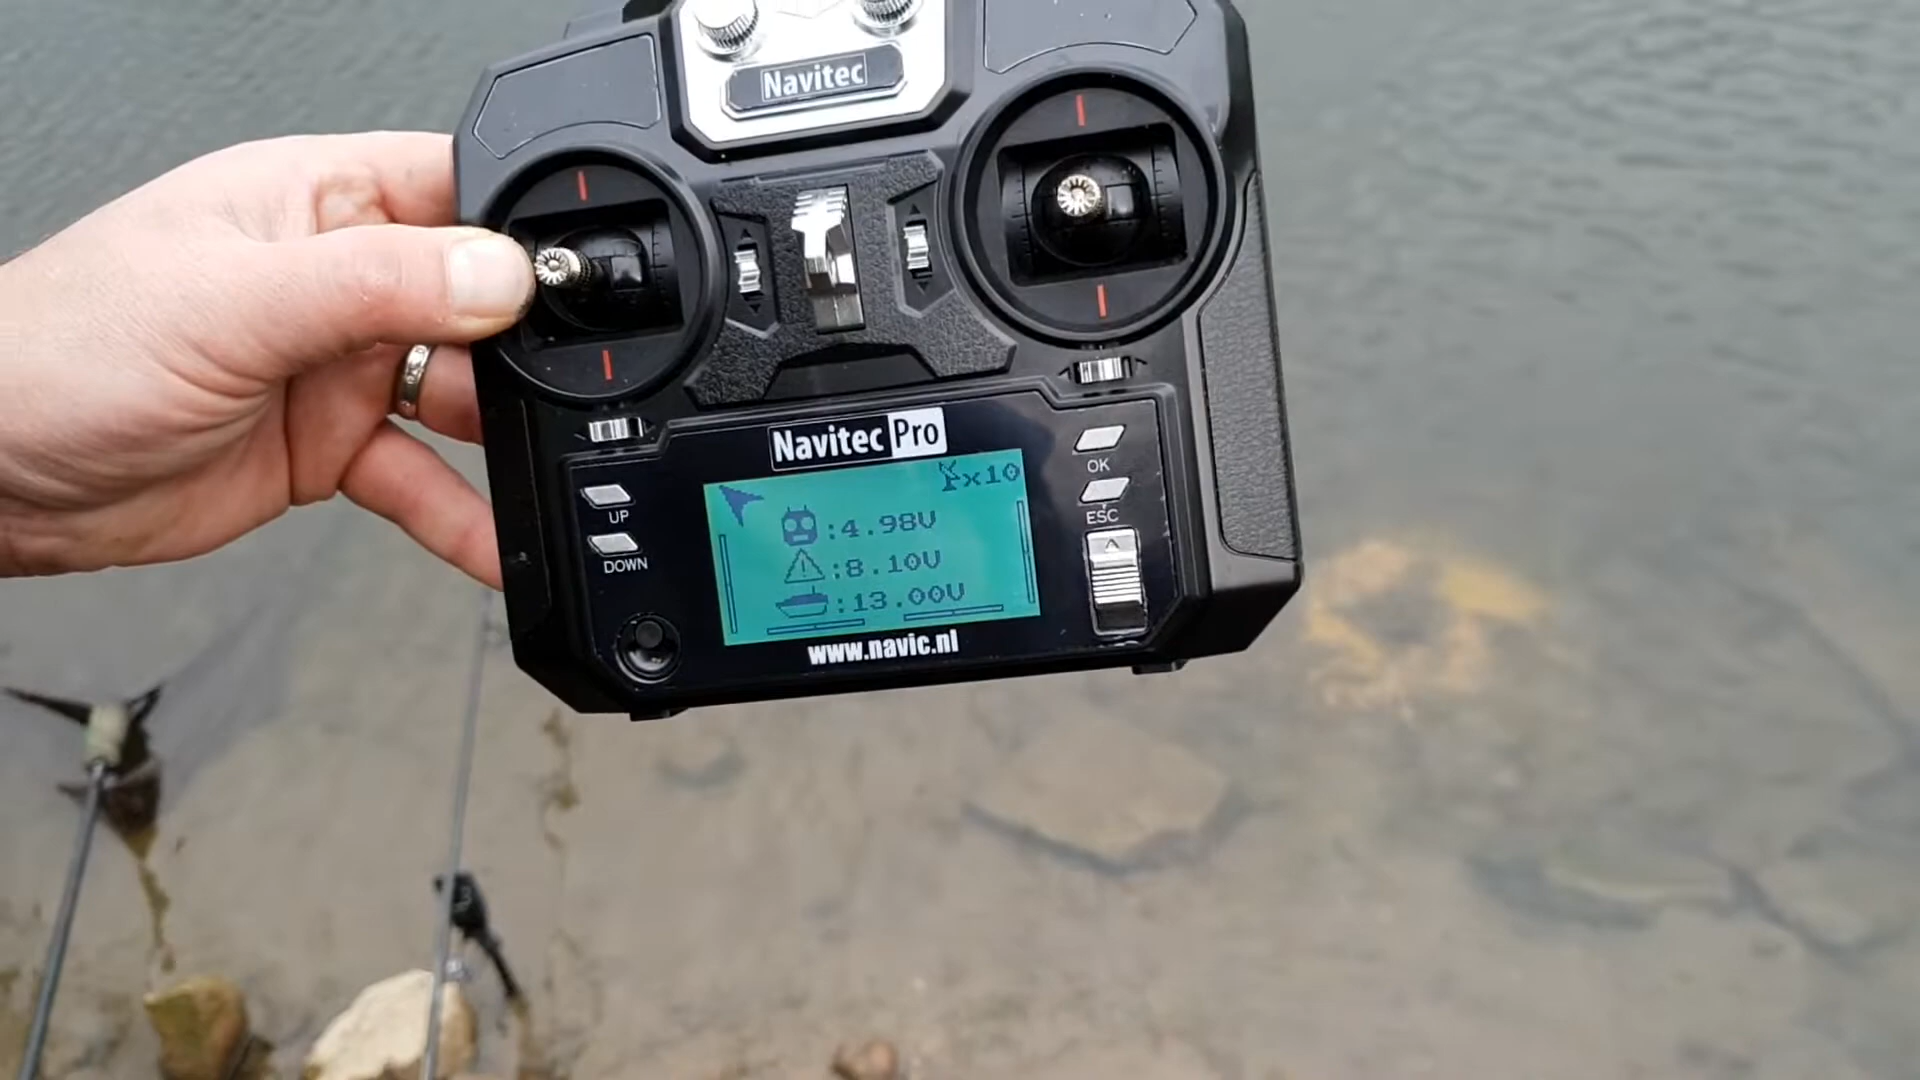 Navitec
Navitec Pro
UP
DOWN
OK
ESC
x10
:4.98V
:8.10V
:13.00V
www.navic.nl